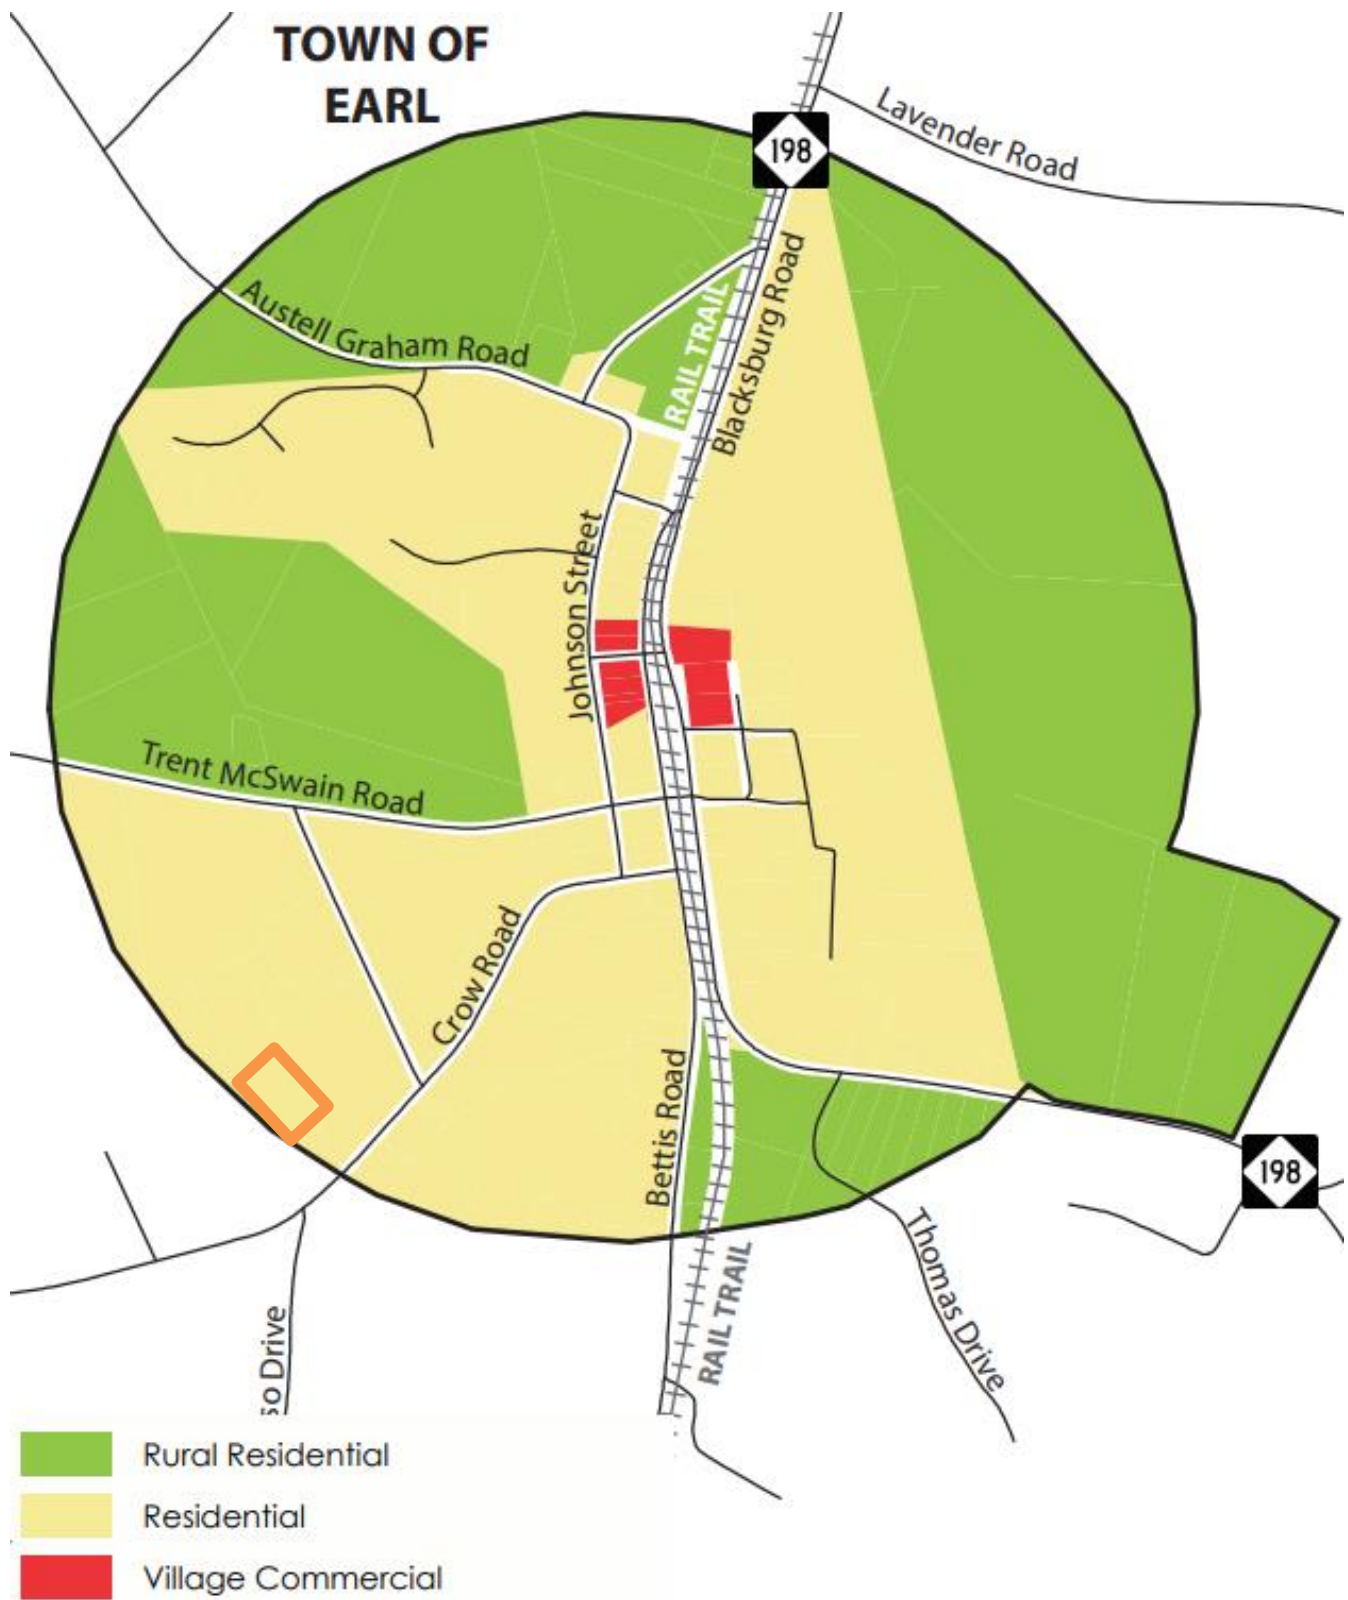 TOWN OF
EARL
198
Lavender Road
Austell Graham Road
RAIL TRAIL
Blacksburg Road
Johnson Street
Trent McSwain Road
Crow Road
Bettis Road
198
Thomas Drive
RAIL TRAIL
Drive
Rural Residential
Residential
Village Commercial